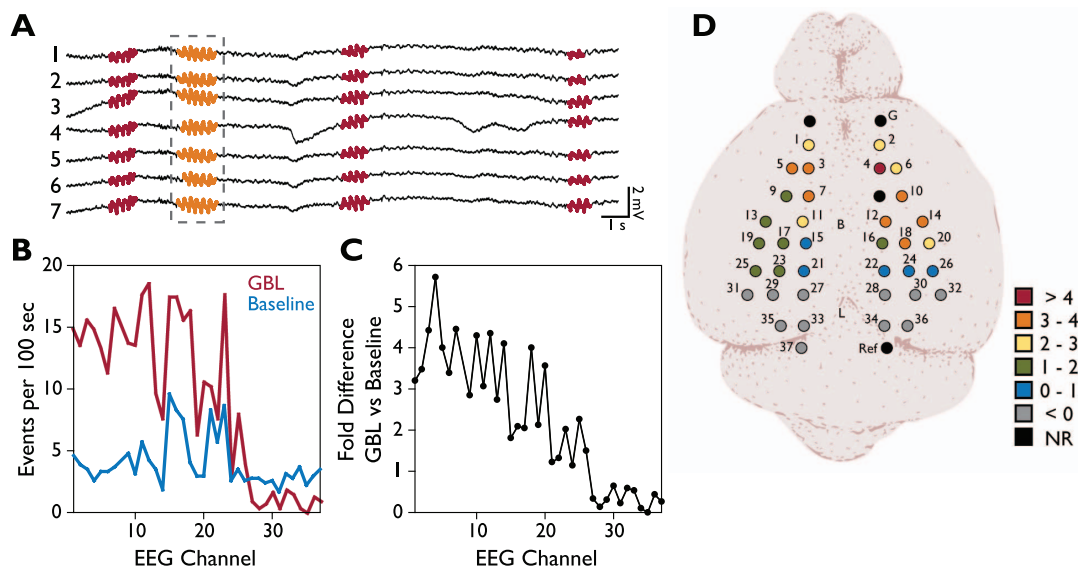 A
1
2
3
4
5
6
7
2 mV
1 s
B
Events per 100 sec
20
15
10
5
0
GBL
Baseline
10
20
30
EEG Channel
C
Fold Difference
GBL vs Baseline
6
5
4
3
2
1
0
10
20
30
EEG Channel
D
G
1
2
5
3
4
6
9
7
10
13
11
B
12
14
19
17
15
16
18
20
25
23
21
22
24
26
31
29
27
28
30
32
L
35
33
34
36
37
Ref
> 4
3 - 4
2 - 3
1 - 2
0 - 1
< 0
NR